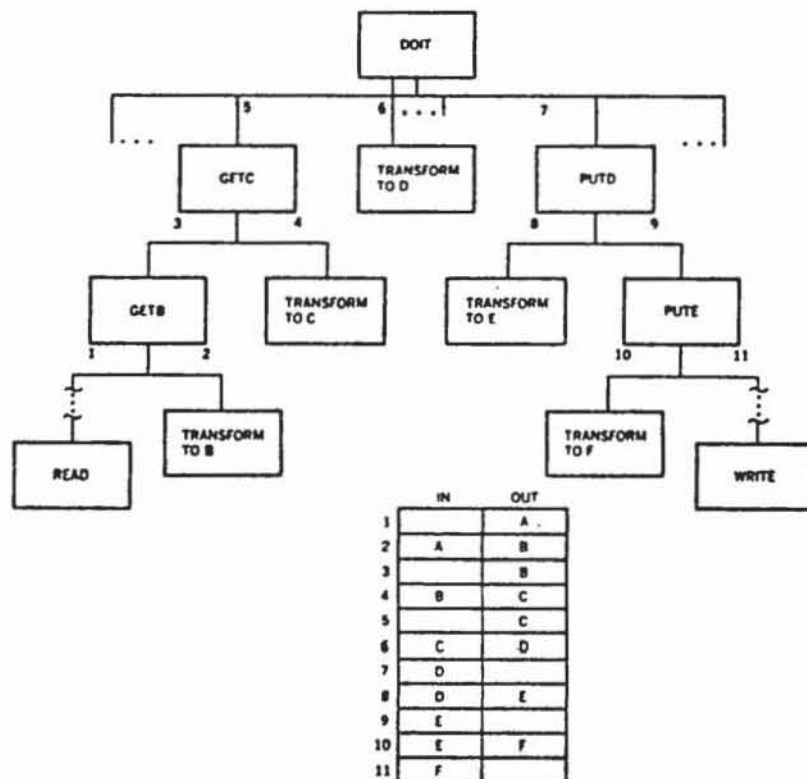 DOIT
5 6 7
GETC
TRANSFORM
TO D
PUTD
3 4 8 9
GETB
TRANSFORM
TO C
TRANSFORM
TO E
PUTE
1 2 10 11
READ
TRANSFORM
TO B
TRANSFORM
TO F
WRITE
IN OUT
1 A
2 A B
3 B
4 B C
5 C
6 C D
7 D
8 D E
9 E
10 E F
11 F